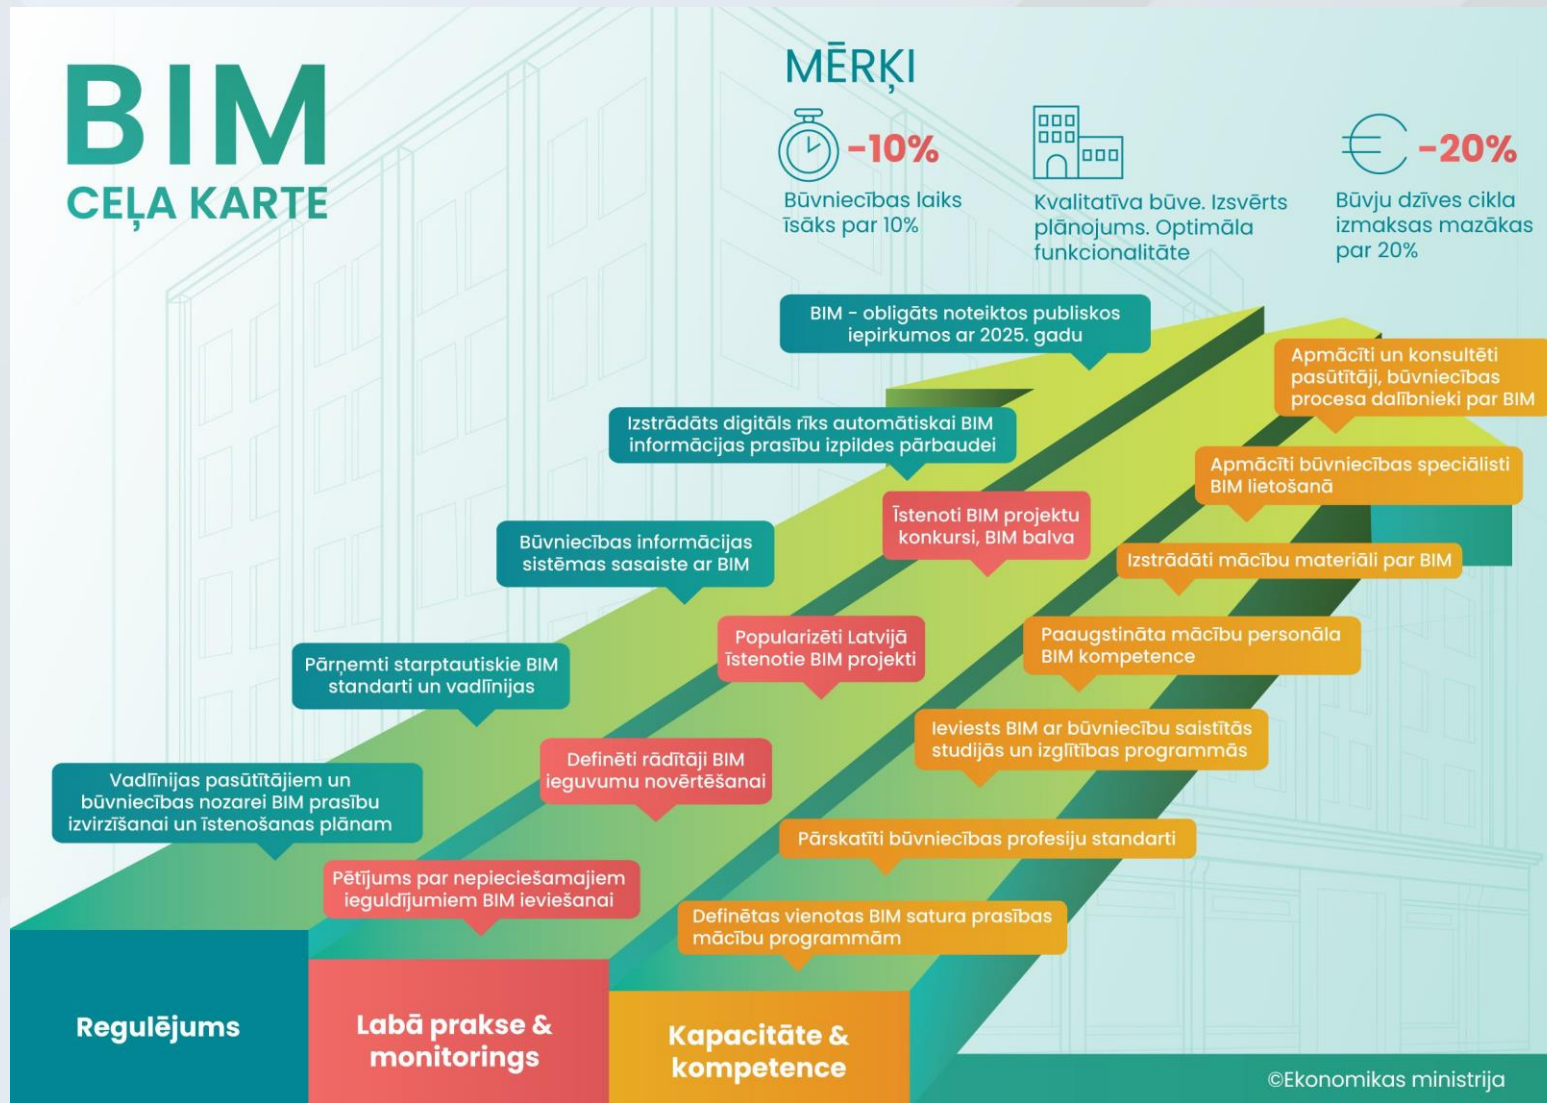 BIM
CEĻA KARTE
MĒRĶI
-10%
Būvniecības laiks
īsāks par 10%
Kvalitatīva būve. Izsvērts
plānojums. Optimāla
funkcionalitāte
-20%
Būvju dzīves cikla
izmaksas mazākas
par 20%
BIM - obligāts noteiktos publiskos
iepirkumos ar 2025. gadu
Izstrādāts digitāls rīks automātiskai BIM
informācijas prasību izpildes pārbaudei
Būvniecības informācijas
sistēmas sasaiste ar BIM
Pārņemti starptautiskie BIM
standarti un vadlīnijas
Vadlīnijas pasūtītājiem un
būvniecības nozarei BIM prasību
izvirzīšanai un īstenošanas plānam
Īstenoti BIM projektu
konkursi, BIM balva
Popularizēti Latvijā
īstenotie BIM projekti
Definēti rādītāji BIM
ieguvumu novērtēšanai
Pētījums par nepieciešamajiem
ieguldījumiem BIM ieviešanai
Apmācīti un konsultēti
pasūtītāji, būvniecības
procesa dalībnieki par BIM
Apmācīti būvniecības speciālisti
BIM lietošanā
Izstrādāti mācību materiāli par BIM
Paaugstināta mācību personāla
BIM kompetence
Ieviests BIM ar būvniecību saistītās
studijās un izglītības programmās
Pārskatīti būvniecības profesiju standarti
Definētas vienotas BIM satura prasības
mācību programmām
Regulējums
Labā prakse &
monitorings
Kapacitāte &
kompetence
©Ekonomikas ministrija